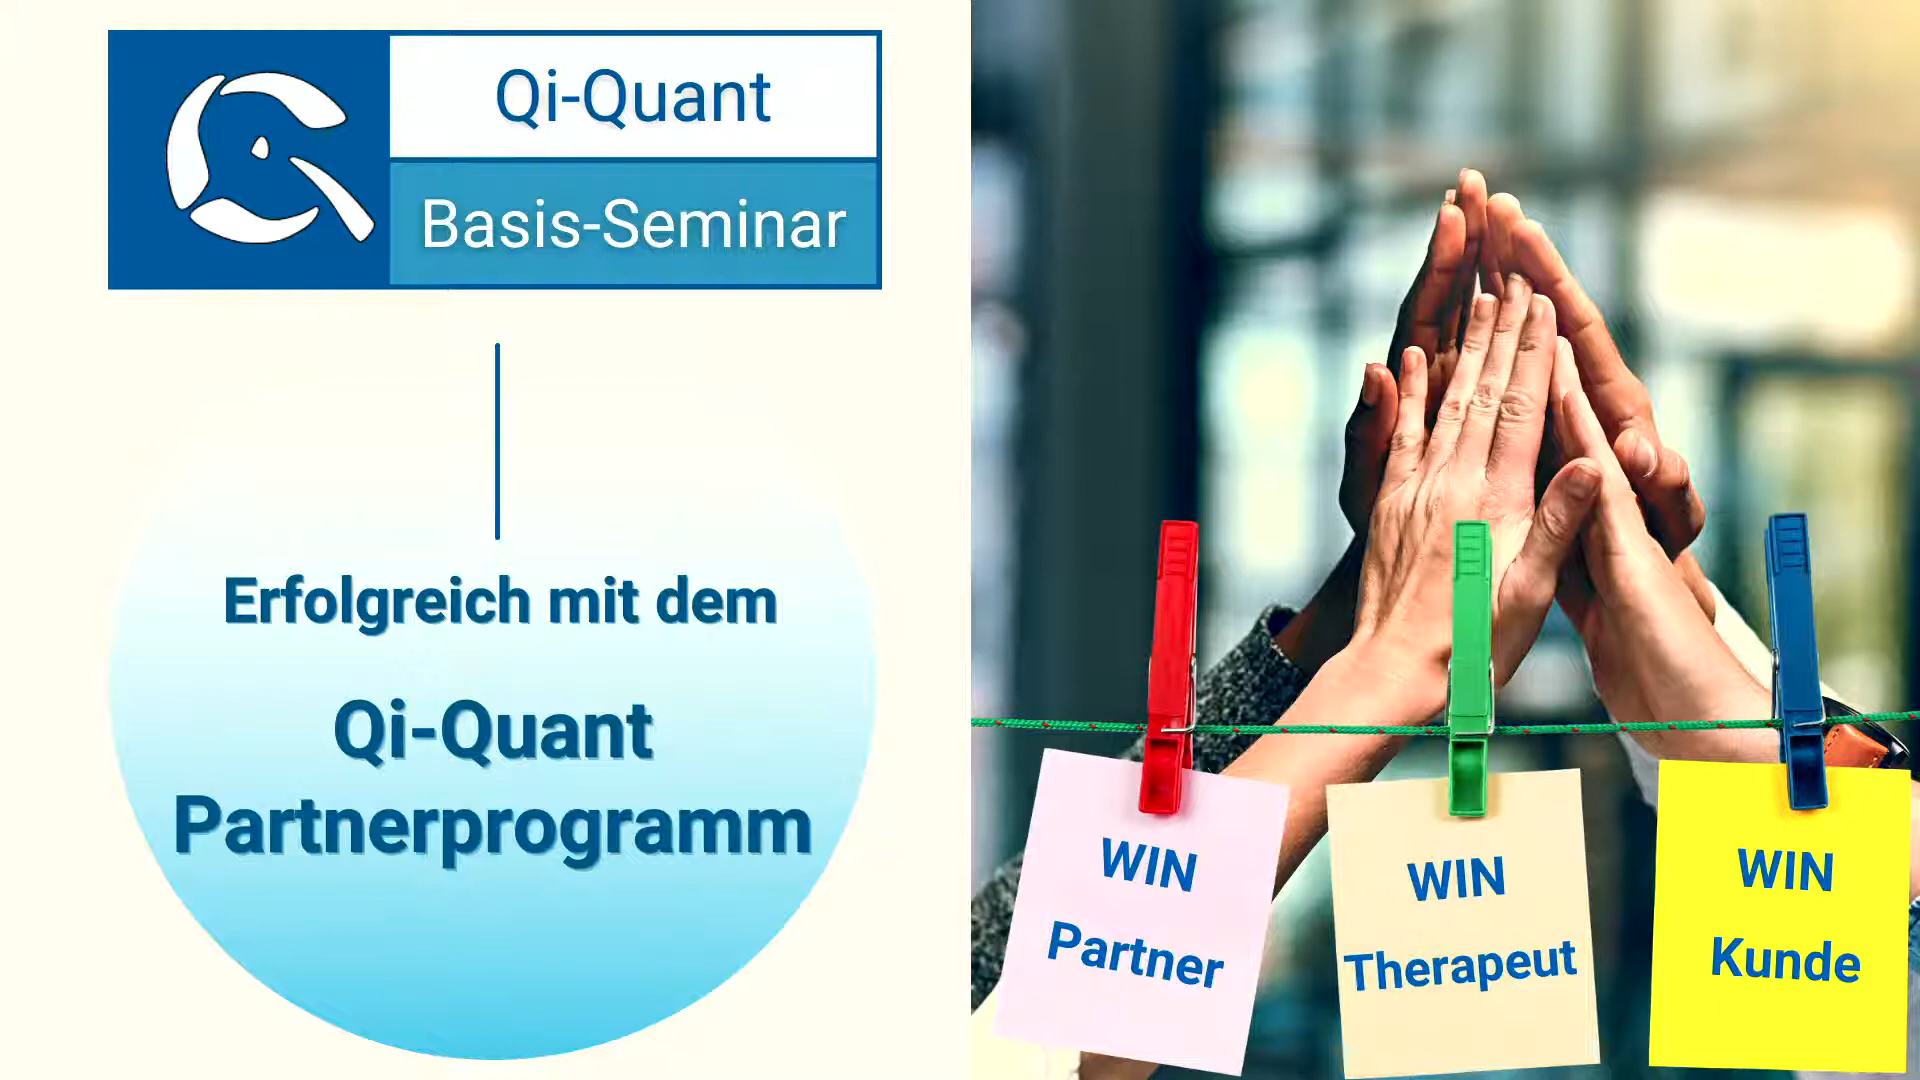 Qi-Quant
Basis-Seminar
Erfolgreich mit dem
Qi-Quant
Partnerprogramm
WIN
Partner
WIN
Therapeut
WIN
Kunde